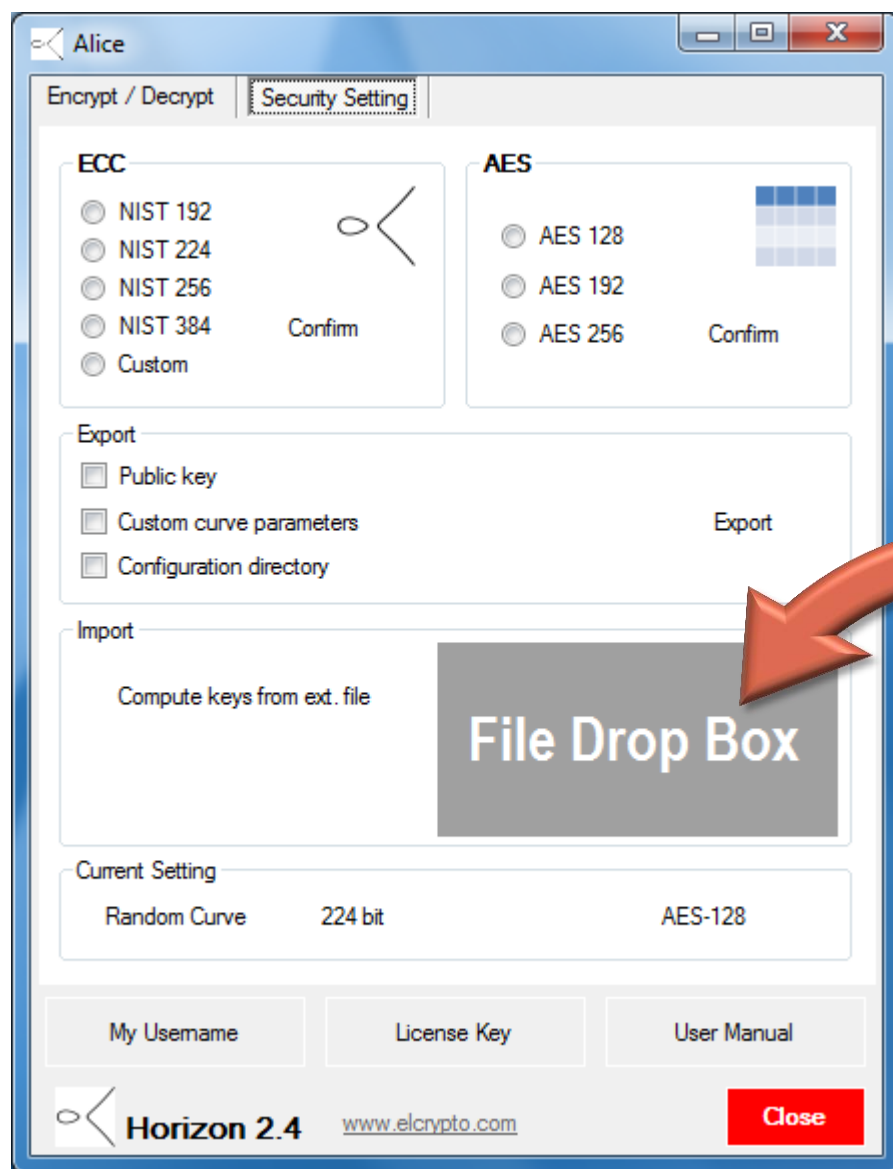 Alice
Encrypt / Decrypt Security Setting
ECC
NIST 192
NIST 224
NIST 256
NIST 384
Custom
Confirm
AES
AES 128
AES 192
AES 256
Confirm
Export
Public key
Custom curve parameters
Configuration directory
Export
Import
Compute keys from ext. file
File Drop Box
Current Setting
Random Curve 224 bit AES-128
My Username License Key User Manual
Horizon 2.4 www.elcrypto.com Close